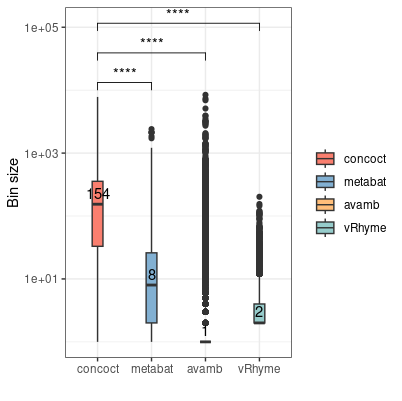 1e+05
1e+03
1e+01
Bin size
****
****
****
154
8
1
2
concoct
metabat
avamb
vRhyme
concoct
metabat
avamb
vRhyme